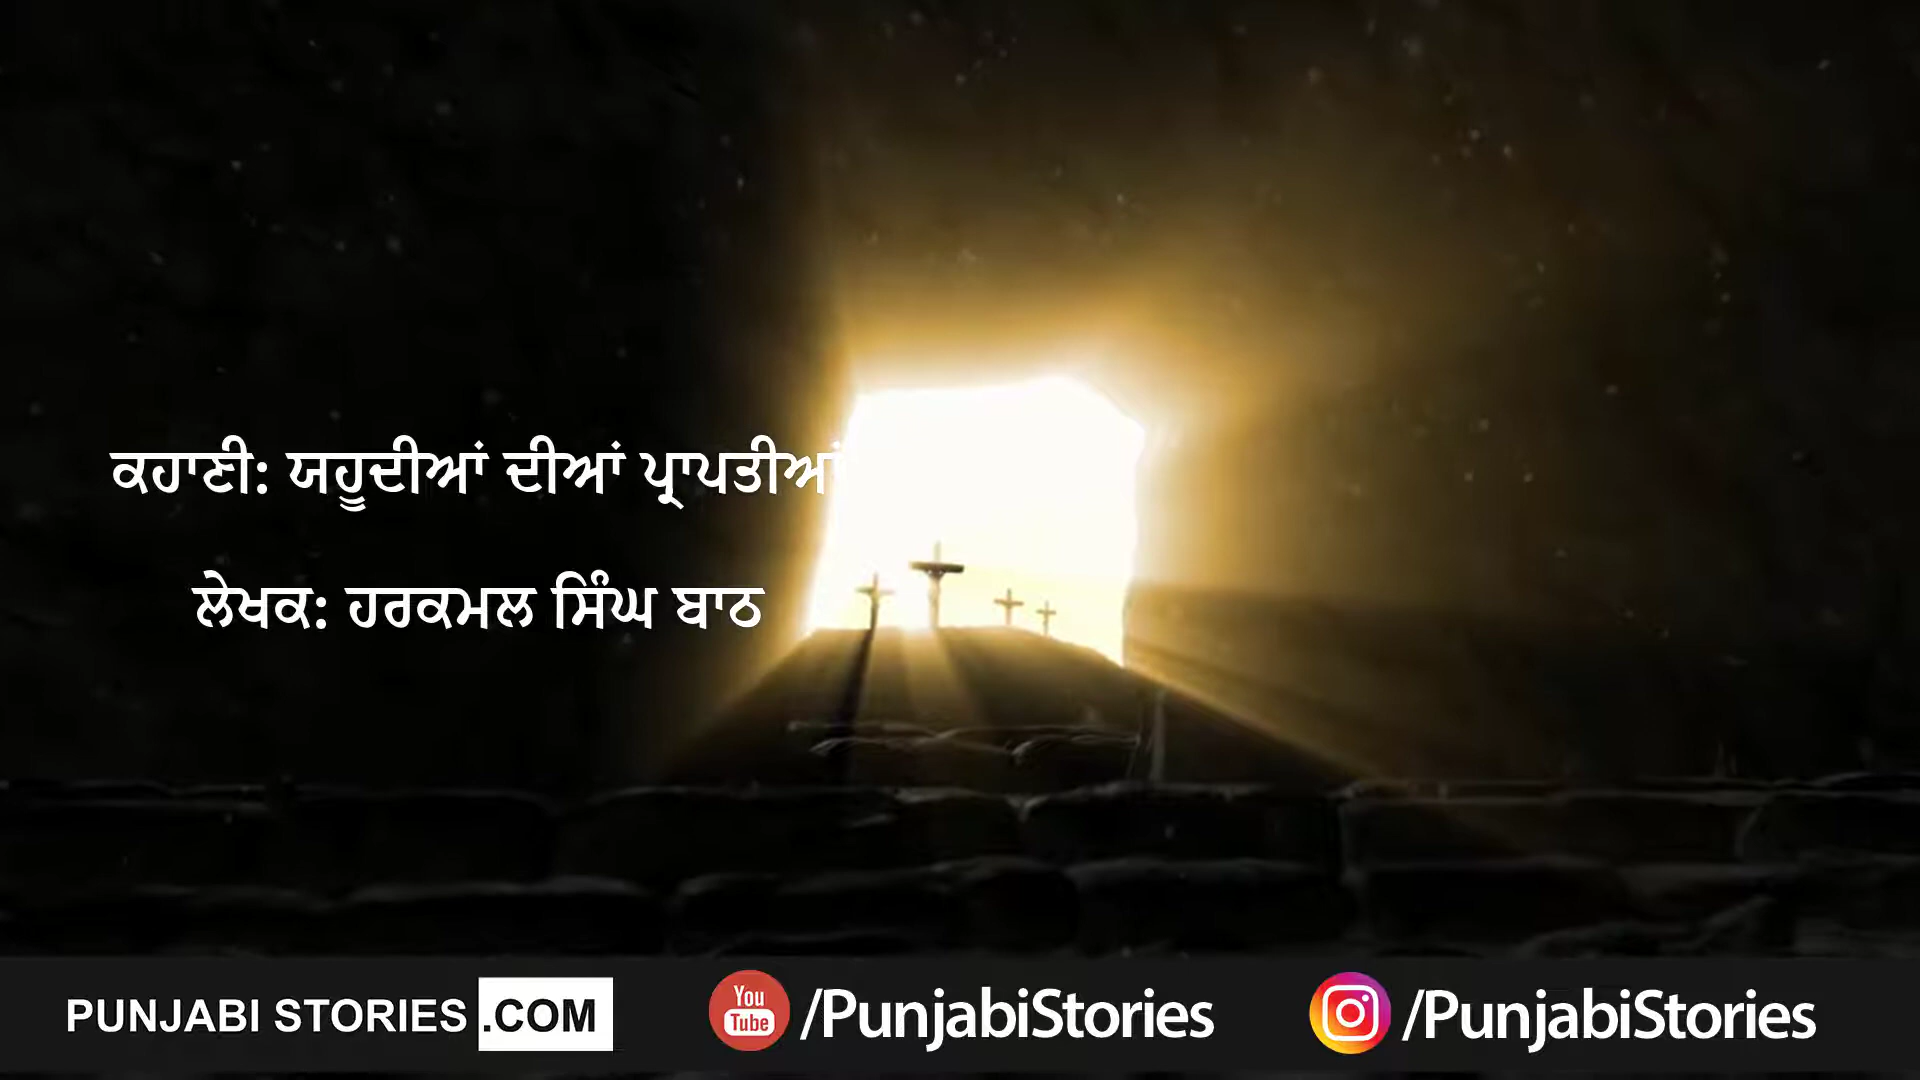 ਕਹਾਣੀ: ਯਹੂਦੀਆਂ ਦੀਆਂ ਪ੍ਰਾਪਤੀਆਂ
ਲੇਖਕ: ਹਰਕਮਲ ਸਿੰਘ ਬਾਠ
PUNJABI STORIES .COM
You Tube /PunjabiStories
/PunjabiStories